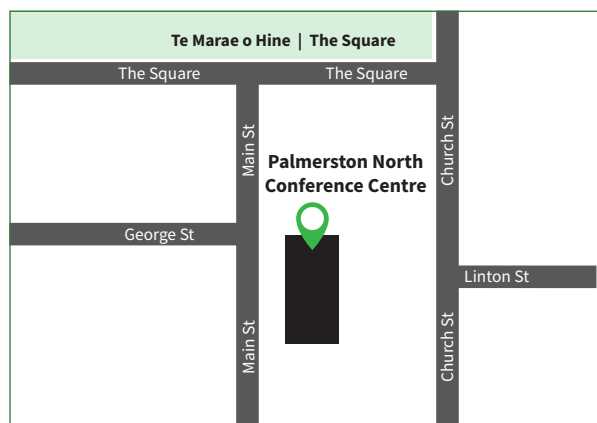 Te Marae o Hine | The Square
The Square
The Square
Main St
Church St
Palmerston North
Conference Centre
George St
Linton St
Main St
Church St